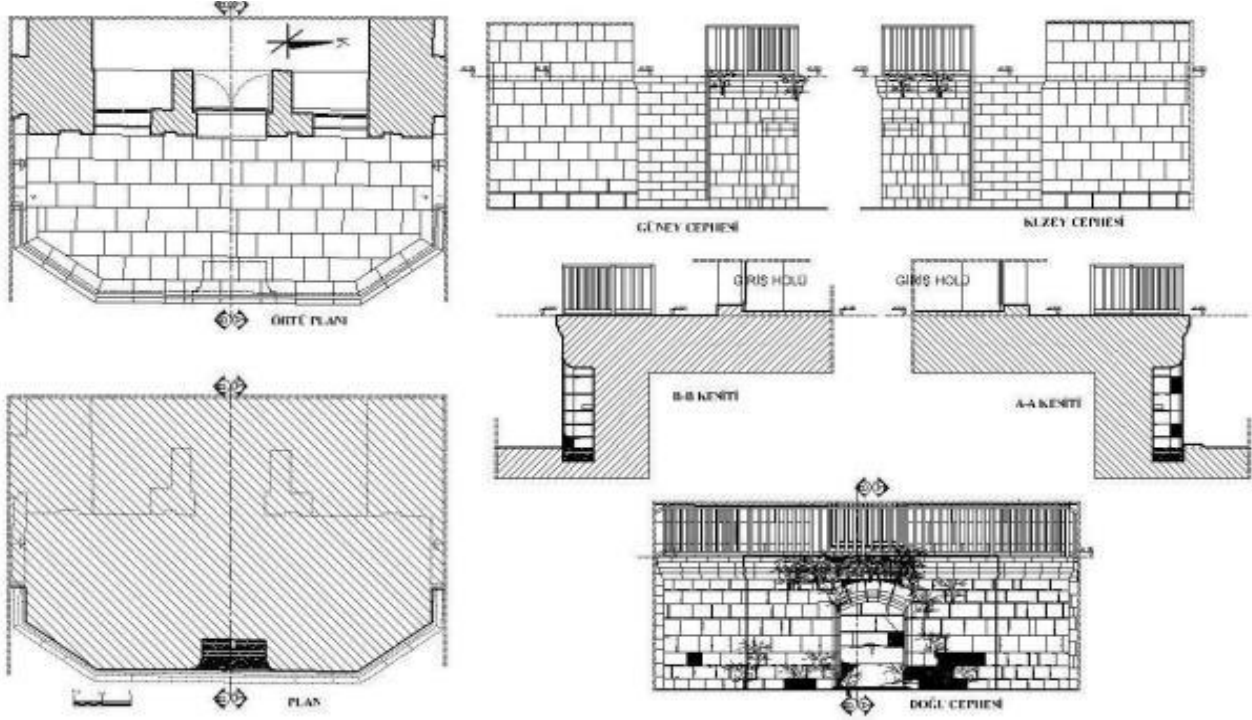 GÜNEY CEPHESİ
KUZEY CEPHESİ
ÖRTÜ PLANI
GİRİŞ HOLÜ
GİRİŞ HOLÜ
B-B KESİTİ
A-A KESİTİ
PLAN
DOĞU CEPHESİ